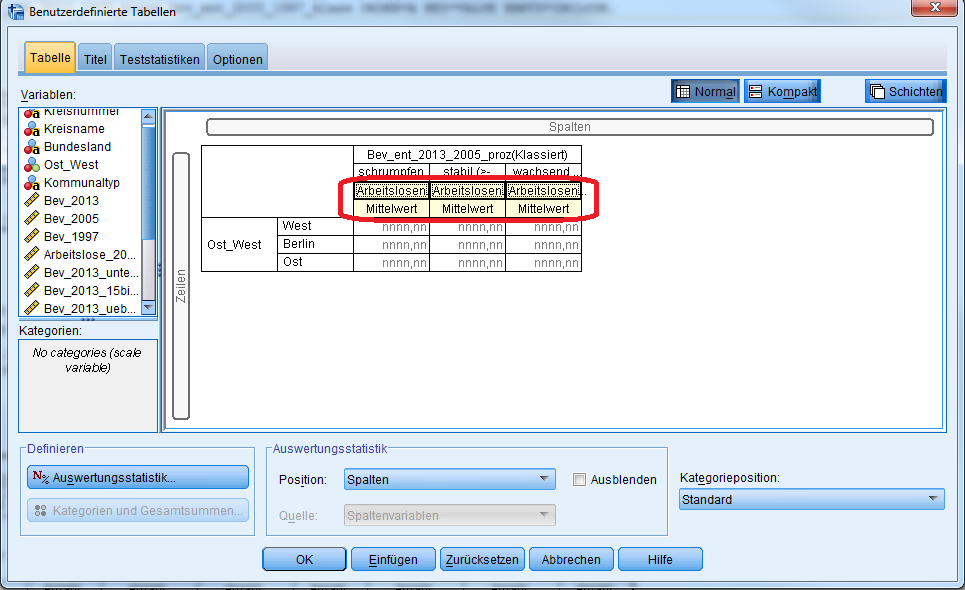 Benutzerdefinierte Tabellen
Tabelle Titel Teststatistiken Optionen
Variablen:
Normal Kompakt Schichten
Kreisnummer
Kreisname
Bundesland
Ost_West
Kommunaltyp
Bev_2013
Bev_2005
Bev_1997
Arbeitslose_20...
Bev_2013_unte...
Bev_2013_15bi...
Bev_2013_ueb...
Kategorien:
No categories (scale
variable)
Spalten
Zeilen
Bev_ent_2013_2005_proz(Klassiert)
schrumpfen stabil (>- wachsend ...
Arbeitslosen Arbeitslosen Arbeitslosen...
Mittelwert Mittelwert Mittelwert
Ost_West
West nnnn,nn nnnn,nn nnnn,nn
Berlin nnnn,nn nnnn,nn nnnn,nn
Ost nnnn,nn nnnn,nn nnnn,nn
Definieren
N% Auswertungsstatistik...
Kategorien und Gesamtsummen...
Auswertungsstatistik
Position: Spalten Ausblenden
Quelle: Spaltenvariablen
Kategorieposition:
Standard
OK Einfügen Zurücksetzen Abbrechen Hilfe